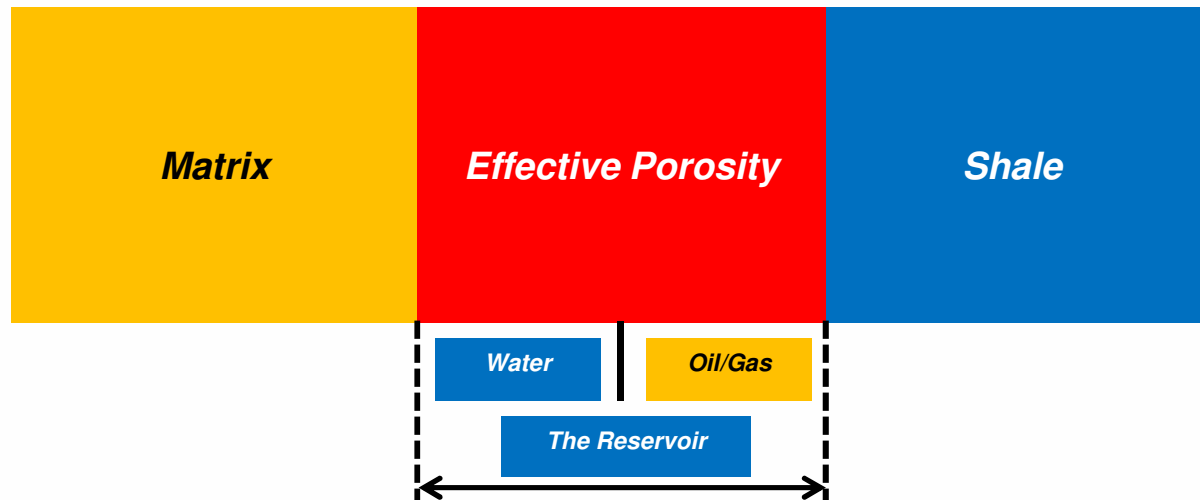 Matrix
Effective Porosity
Shale
Water
Oil/Gas
The Reservoir